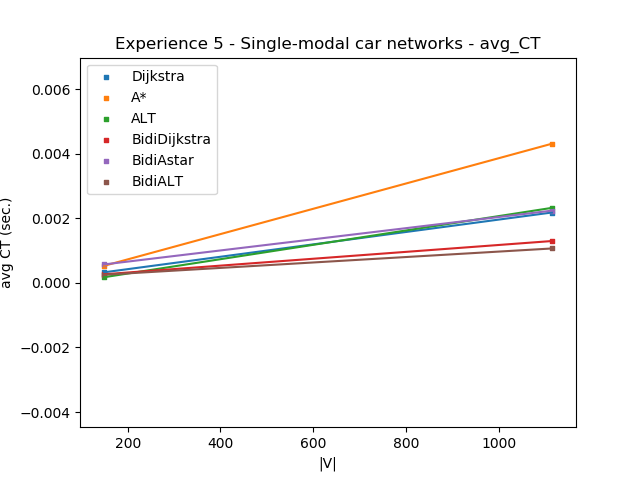 Experience 5 - Single-modal car networks - avg_CT
Dijkstra
A*
ALT
BidiDijkstra
BidiAstar
BidiALT
0.006
0.004
0.002
0.000
−0.002
−0.004
avg CT (sec.)
200 400 600 800 1000
|V|